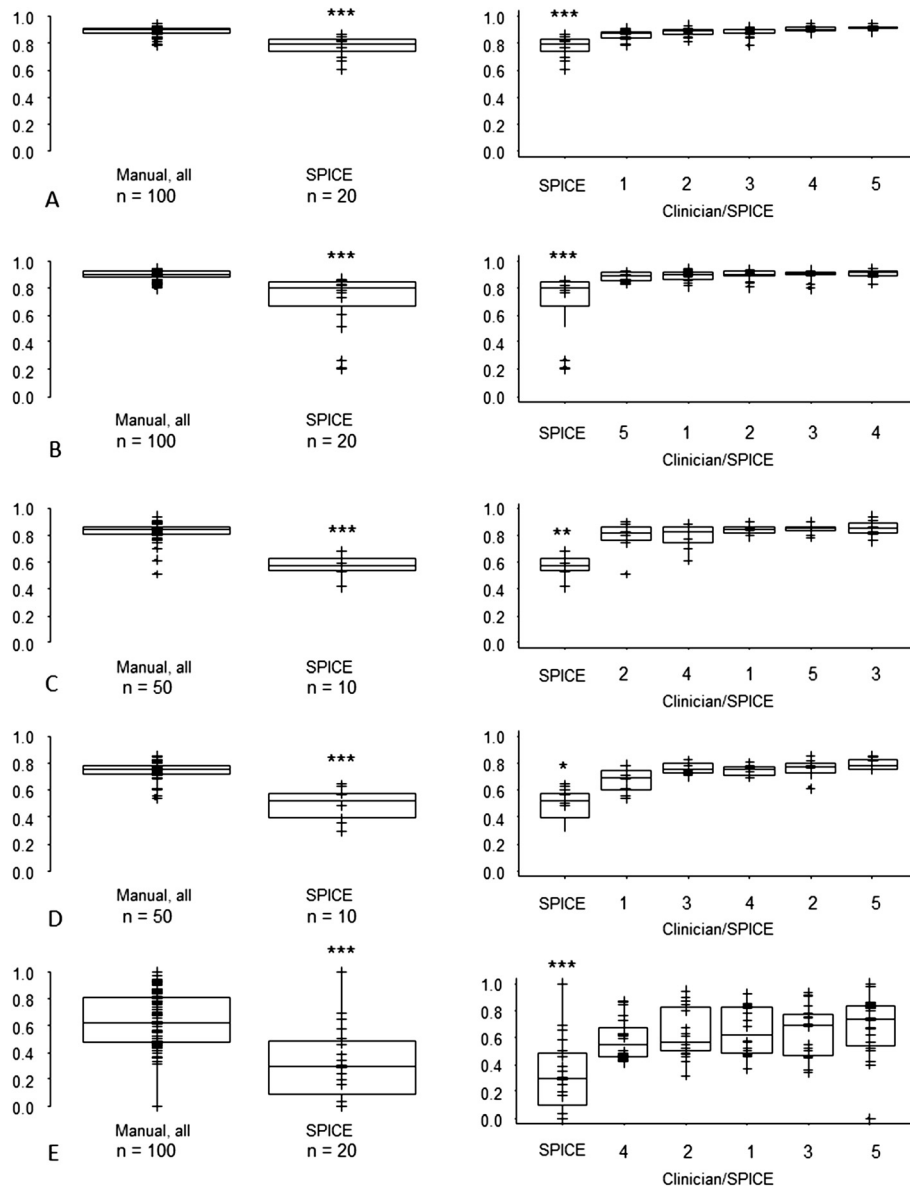 1.0 *** 1.0 ***
0.8 0.8
0.6 0.6
0.4 0.4
0.2 0.2
0.0 0.0
Manual, all SPICE SPICE 1 2 3 4 5
A n = 100 n = 20 Clinician/SPICE
1.0 *** 1.0 ***
0.8 0.8
0.6 0.6
0.4 0.4
0.2 0.2
0.0 0.0
Manual, all SPICE SPICE 5 1 2 3 4
B n = 100 n = 20 Clinician/SPICE
1.0 1.0
0.8 *** 0.8 **
0.6 0.6
0.4 0.4
0.2 0.2
0.0 0.0
Manual, all SPICE SPICE 2 4 1 5 3
C n = 50 n = 10 Clinician/SPICE
1.0 1.0
0.8 *** 0.8 *
0.6 0.6
0.4 0.4
0.2 0.2
0.0 0.0
Manual, all SPICE SPICE 1 3 4 2 5
D n = 50 n = 10 Clinician/SPICE
*** ***
1.0 1.0
0.8 0.8
0.6 0.6
0.4 0.4
0.2 0.2
0.0 0.0
Manual, all SPICE SPICE 4 2 1 3 5
E n = 100 n = 20 Clinician/SPICE